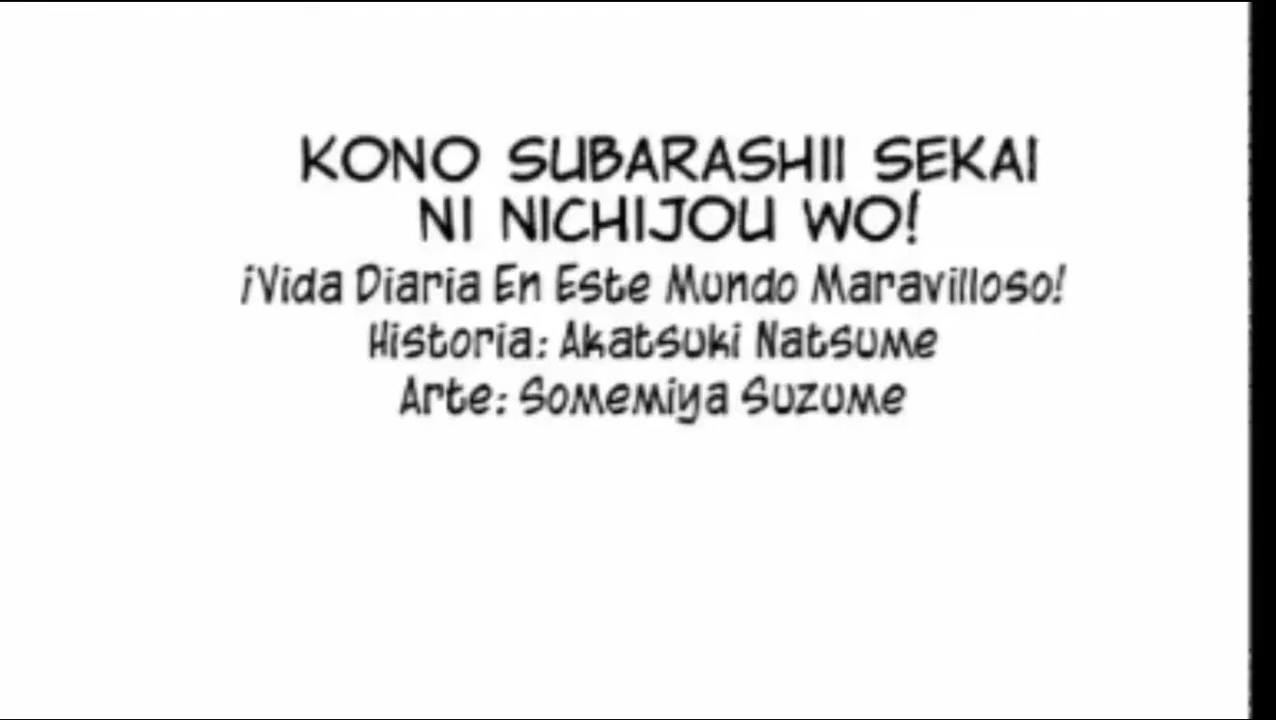 KONO SUBARASHII SEKAI
NI NICHIJOU WO!
¡Vida Diaria En Este Mundo Maravilloso!
Historia: Akatsuki Natsume
Arte: Somemiya Suzume